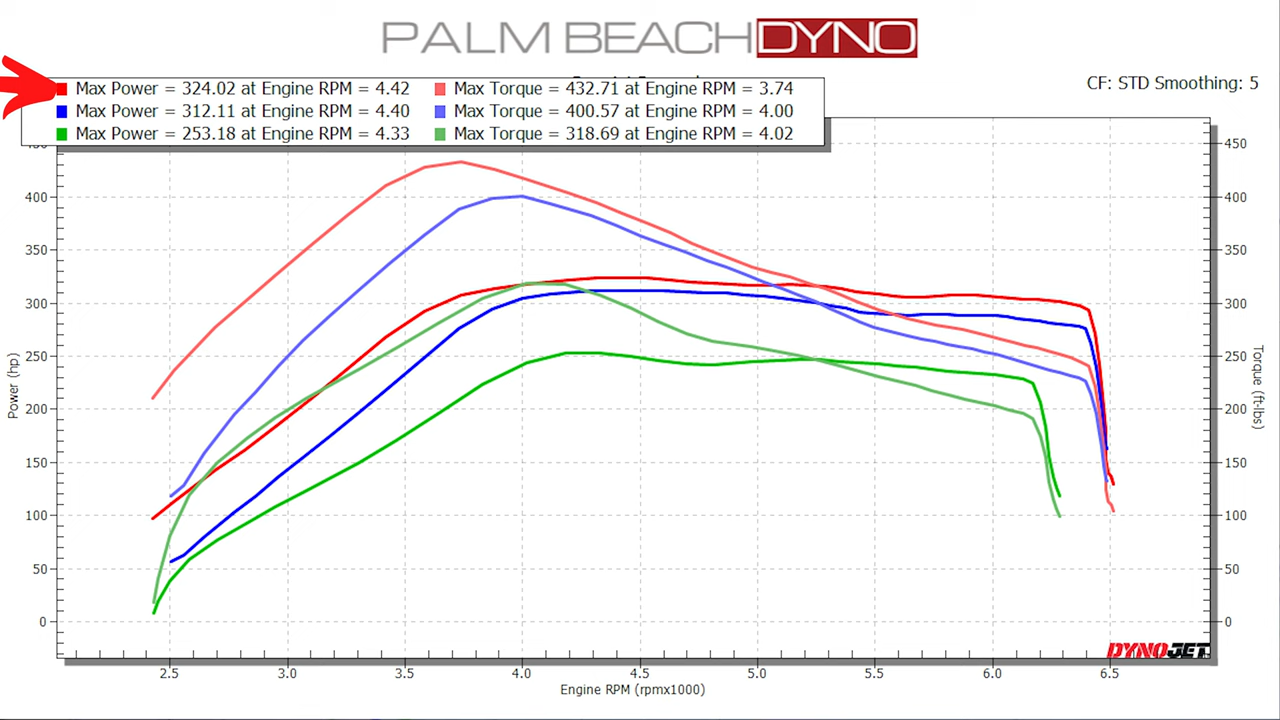 PALM BEACH DYNO
CF: STD Smoothing: 5
Max Power = 324.02 at Engine RPM = 4.42 Max Torque = 432.71 at Engine RPM = 3.74
Max Power = 312.11 at Engine RPM = 4.40 Max Torque = 400.57 at Engine RPM = 4.00
Max Power = 253.18 at Engine RPM = 4.33 Max Torque = 318.69 at Engine RPM = 4.02
450
400 400
350 350
300 300
250 250
200 200
150 150
100 100
50 50
0 0
Power (hp)
Torque (ft-lbs)
DYNOJET
2.5 3.0 3.5 4.0 4.5 5.0 5.5 6.0 6.5
Engine RPM (rpmx1000)